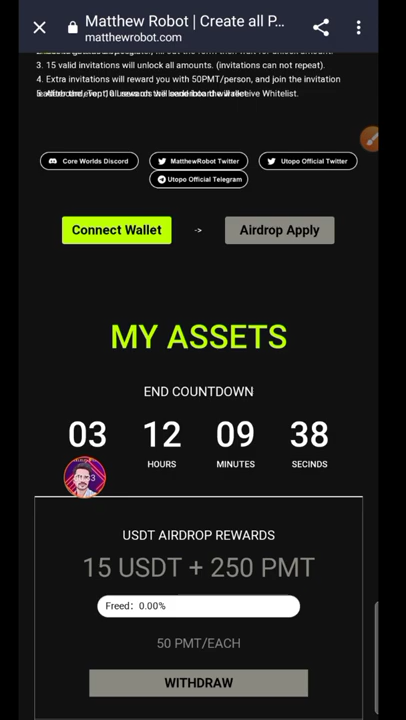 Matthew Robot | Create all P...
matthewrobot.com
3. 15 valid invitations will unlock all amounts. (invitations can not repeat).
4. Extra invitations will reward you with 50PMT/person, and join the invitation
Core Worlds Discord
MatthewRobot Twitter
Utopo Official Twitter
Utopo Official Telegram
Connect Wallet
->
Airdrop Apply
MY ASSETS
END COUNTDOWN
03 12 09 38
HOURS MINUTES SECINDS
USDT AIRDROP REWARDS
15 USDT + 250 PMT
Freed: 0.00%
50 PMT/EACH
WITHDRAW